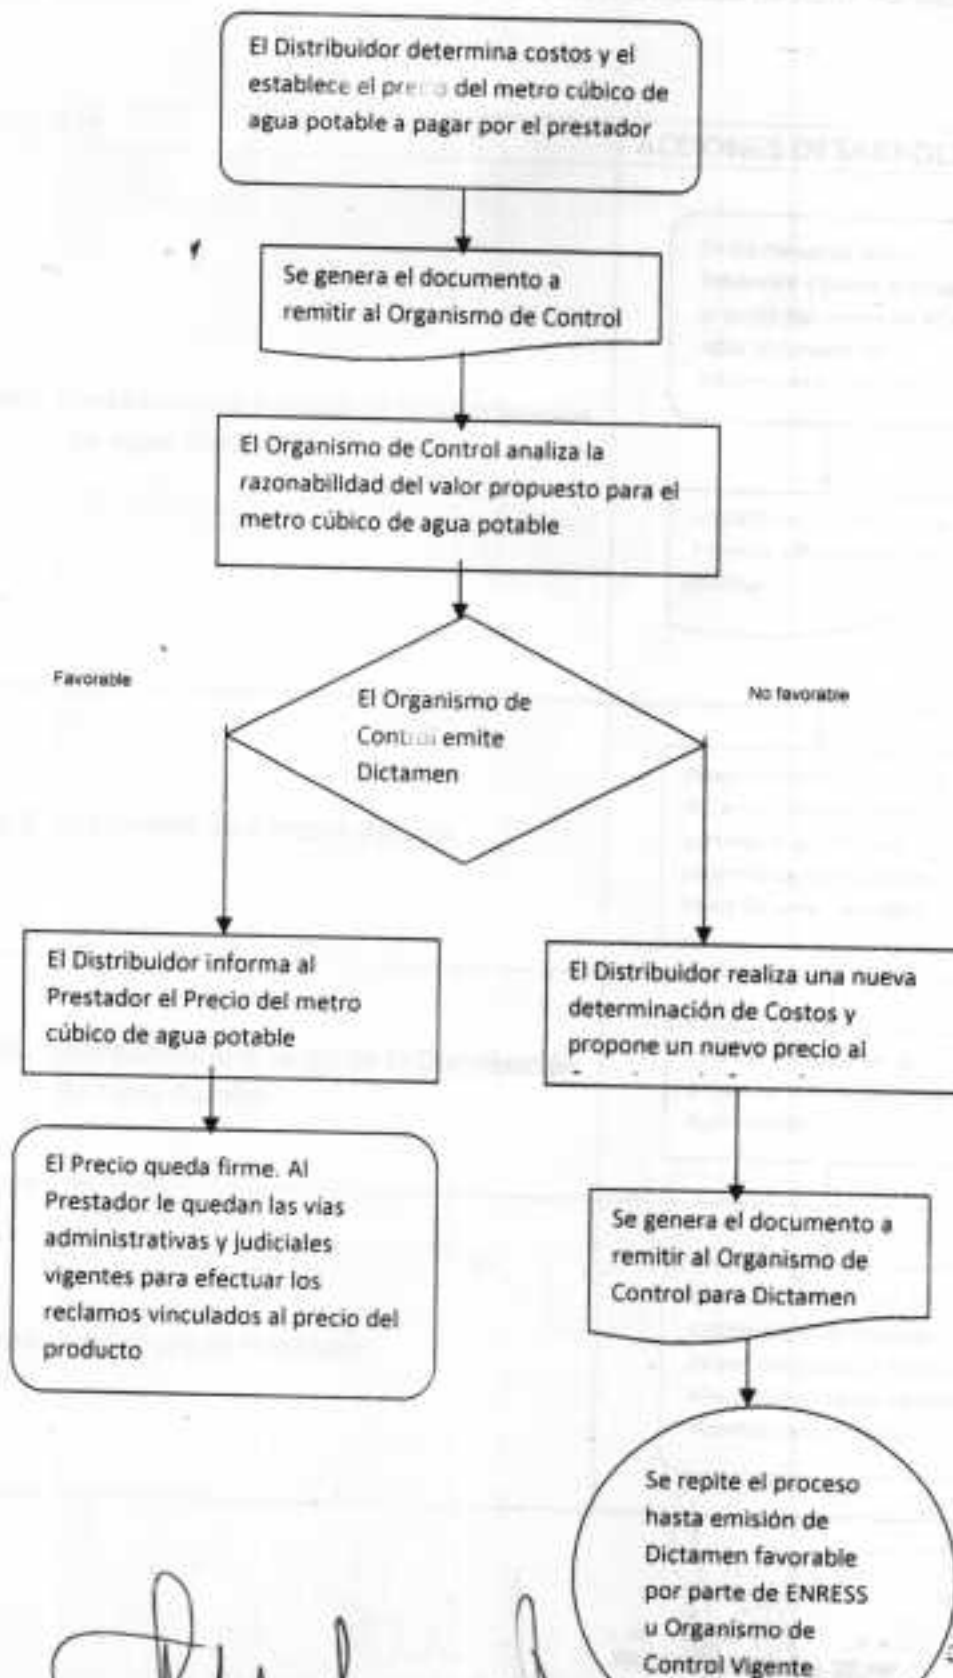 El Distribuidor determina costos y el
establece el precio del metro cúbico de
agua potable a pagar por el prestador
Se genera el documento a
remitir al Organismo de Control
El Organismo de Control analiza la
razonabilidad del valor propuesto para el
metro cúbico de agua potable
Favorable
El Organismo de
Control emite
Dictamen
No favorable
El Distribuidor informa al
Prestador el Precio del metro
cúbico de agua potable
El Distribuidor realiza una nueva
determinación de Costos y
propone un nuevo precio al
El Precio queda firme. Al
Prestador le quedan las vías
administrativas y judiciales
vigentes para efectuar los
reclamos vinculados al precio del
producto
Se genera el documento a
remitir al Organismo de
Control para Dictamen
Se repite el proceso
hasta emisión de
Dictamen favorable
por parte de ENRESS
u Organismo de
Control Vigente